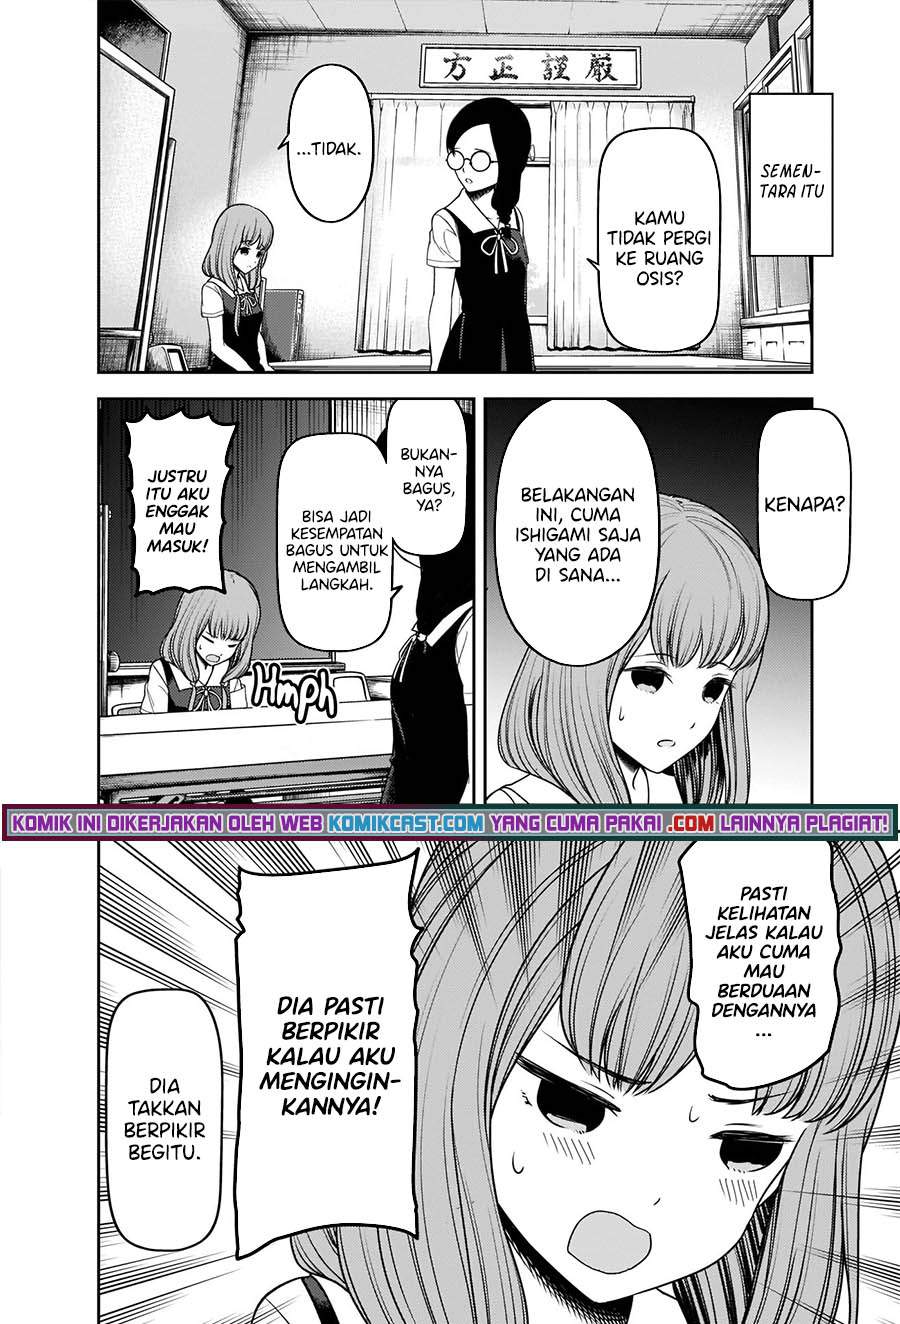 SEMEN-
TARA ITU
方正謹厳
KAMU
TIDAK PERGI
KE RUANG
OSIS?
...TIDAK.
KENAPA?
BELAKANGAN
INI, CUMA
ISHIGAMI SAJA
YANG ADA
DI SANA...
BUKAN-
NYA
BAGUS,
YA?
BISA JADI
KESEMPATAN
BAGUS UNTUK
MENGAMBIL
LANGKAH.
JUSTRU
ITU AKU
ENGGAK
MAU
MASUK!
Hmph
KOMIK INI DIKERJAKAN OLEH WEB KOMIKCAST.COM YANG CUMA PAKAI .COM LAINNYA PLAGIAT!
PASTI
KELIHATAN
JELAS KALAU
AKU CUMA
MAU
BERDUAAN
DENGANNYA
...
DIA PASTI
BERPIKIR
KALAU AKU
MENGINGIN-
KANNYA!
DIA
TAKKAN
BERPIKIR
BEGITU.